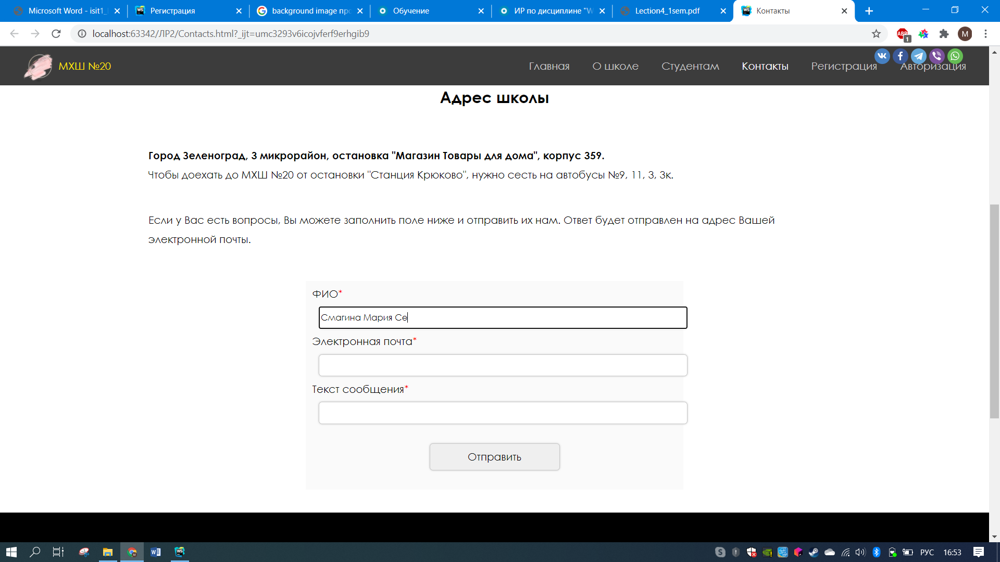 Microsoft Word - isit1_
Регистрация
background image про
Обучение
ИР по дисциплине "W
Lection4_1sem.pdf
Контакты
localhost:63342/ЛР2/Contacts.html?_ijt=umc3293v6icojvferf9erhgib9
ABP
1
M
МХШ №20
Главная
О школе
Студентам
Контакты
Регистрация
Авторизация
Адрес школы
Город Зеленоград, 3 микрорайон, остановка "Магазин Товары для дома", корпус 359.
Чтобы доехать до МХШ №20 от остановки "Станция Крюково", нужно сесть на автобусы №9, 11, 3, 3к.
Если у Вас есть вопросы, Вы можете заполнить поле ниже и отправить их нам. Ответ будет отправлен на адрес Вашей
электронной почты.
ФИО*
Смагина Мария Се
Электронная почта*
Текст сообщения*
Отправить
РУС
16:53